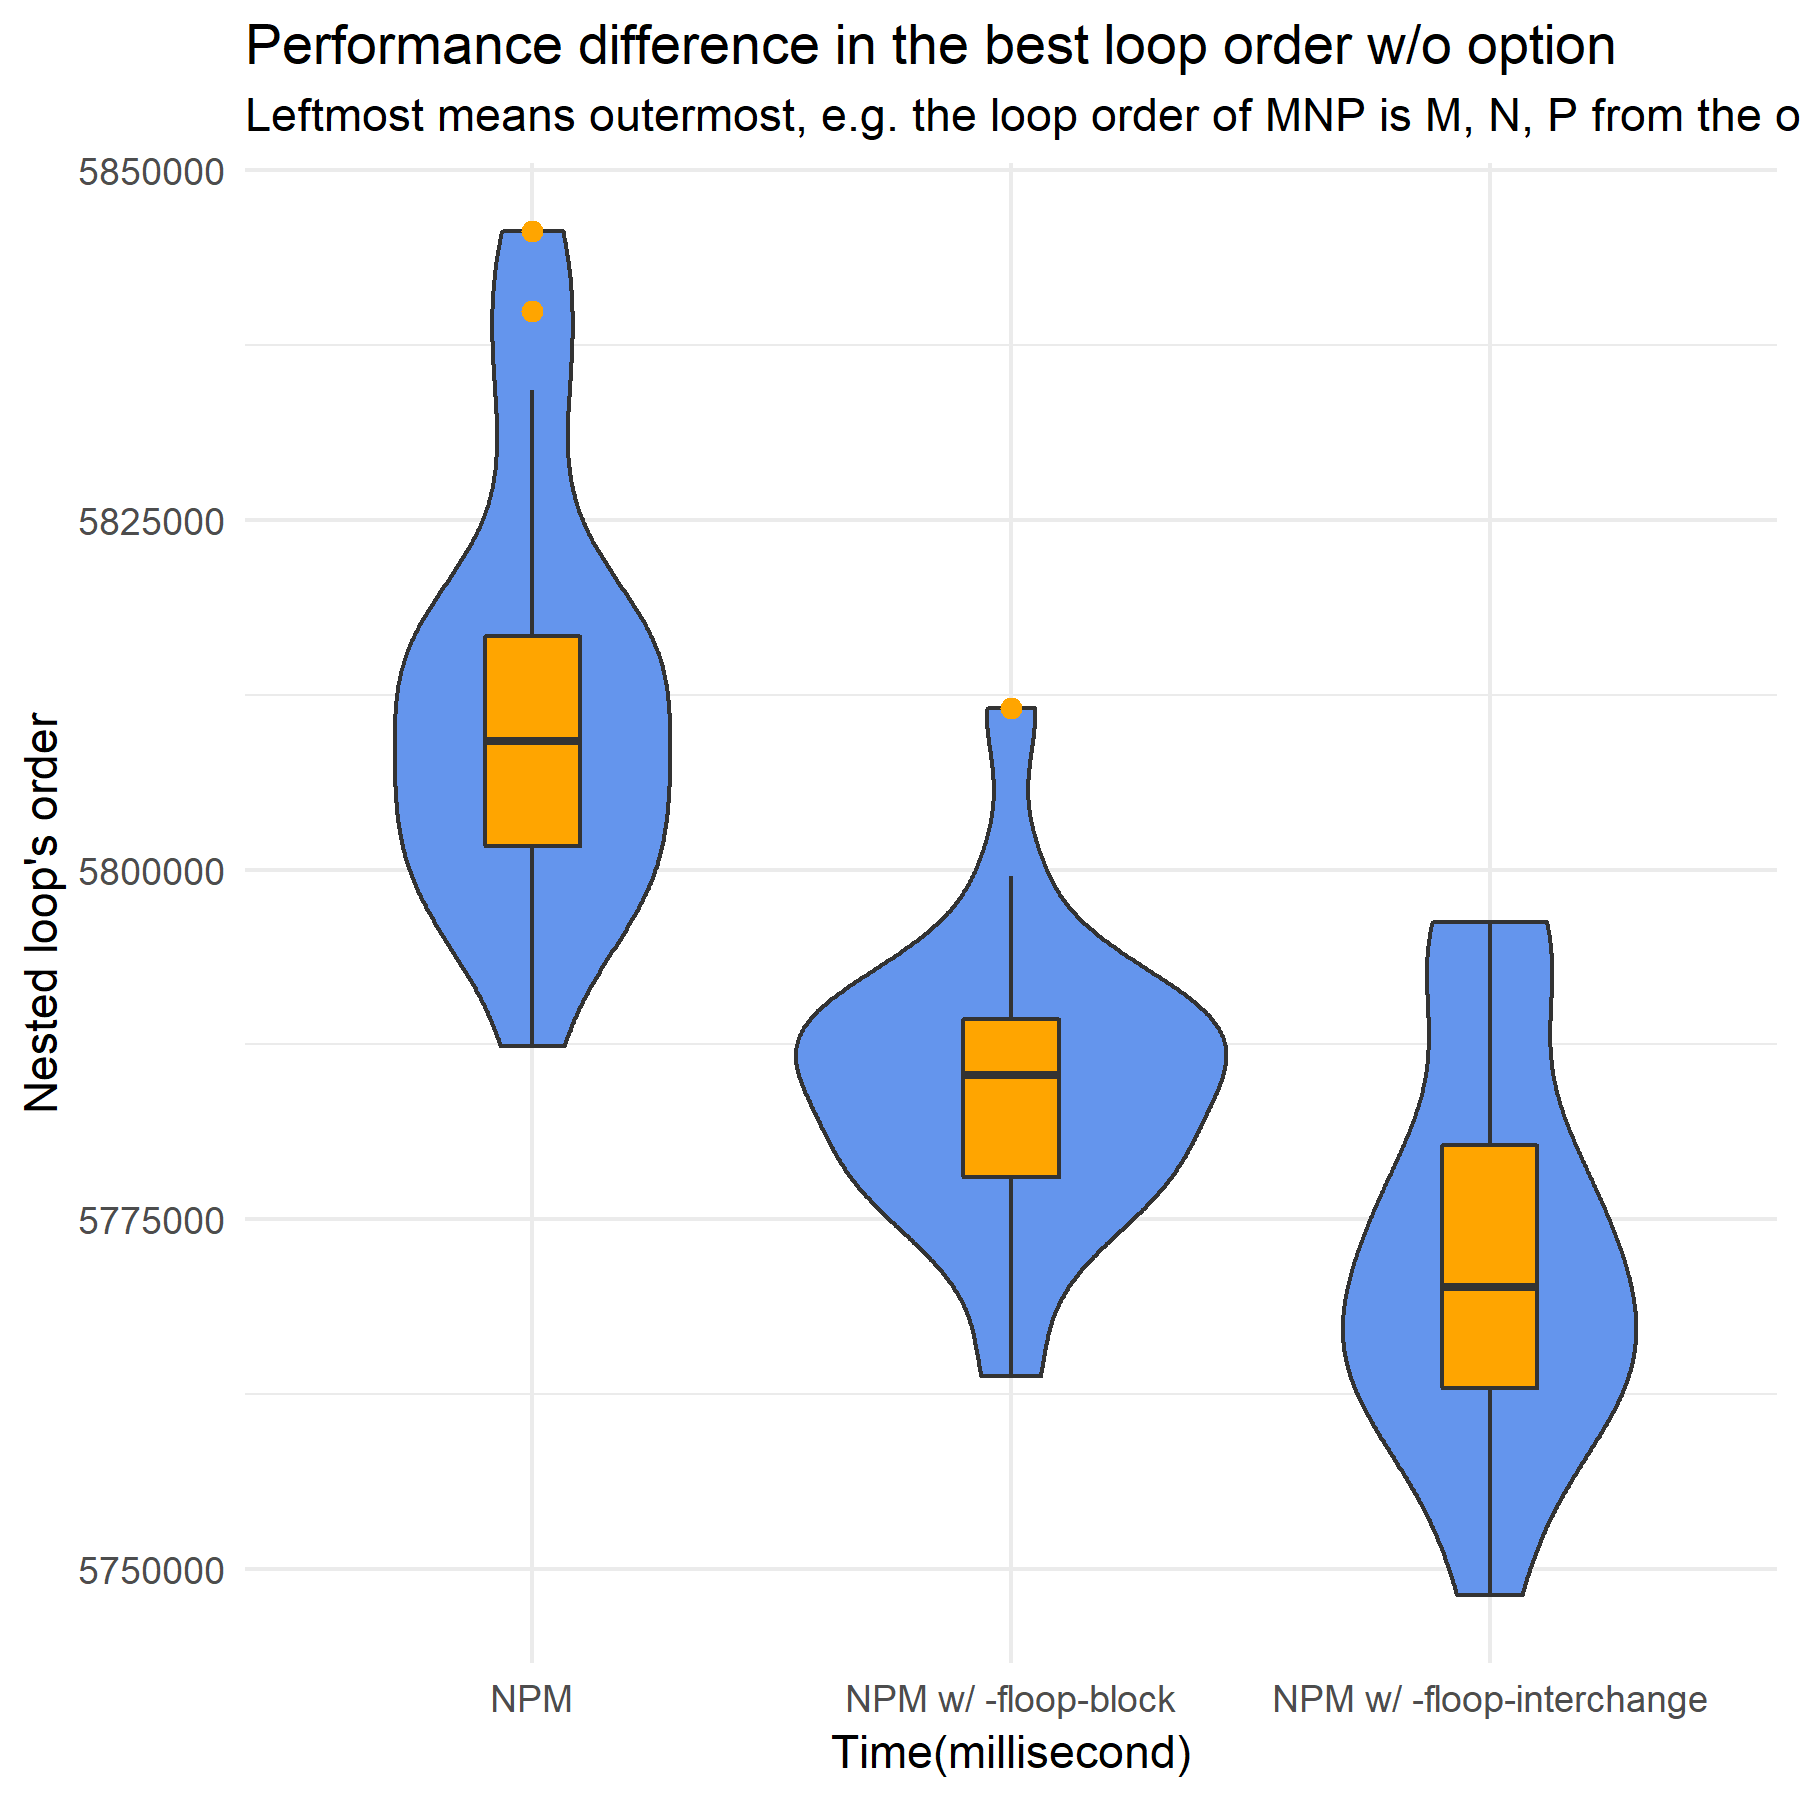 Performance difference in the best loop order w/o option
Leftmost means outermost, e.g. the loop order of MNP is M, N, P from the o
5850000
5825000
5800000
5775000
5750000
Nested loop's order
NPM
NPM w/ -floop-block
NPM w/ -floop-interchange
Time(millisecond)